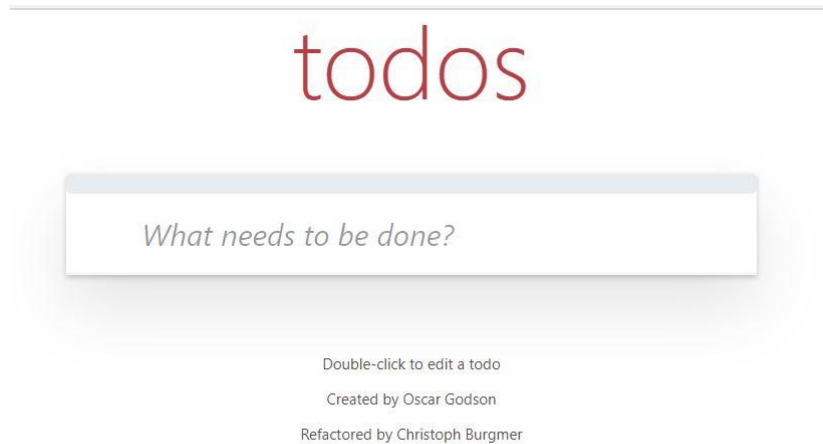 todos
What needs to be done?
Double-click to edit a todo
Created by Oscar Godson
Refactored by Christoph Burgmer